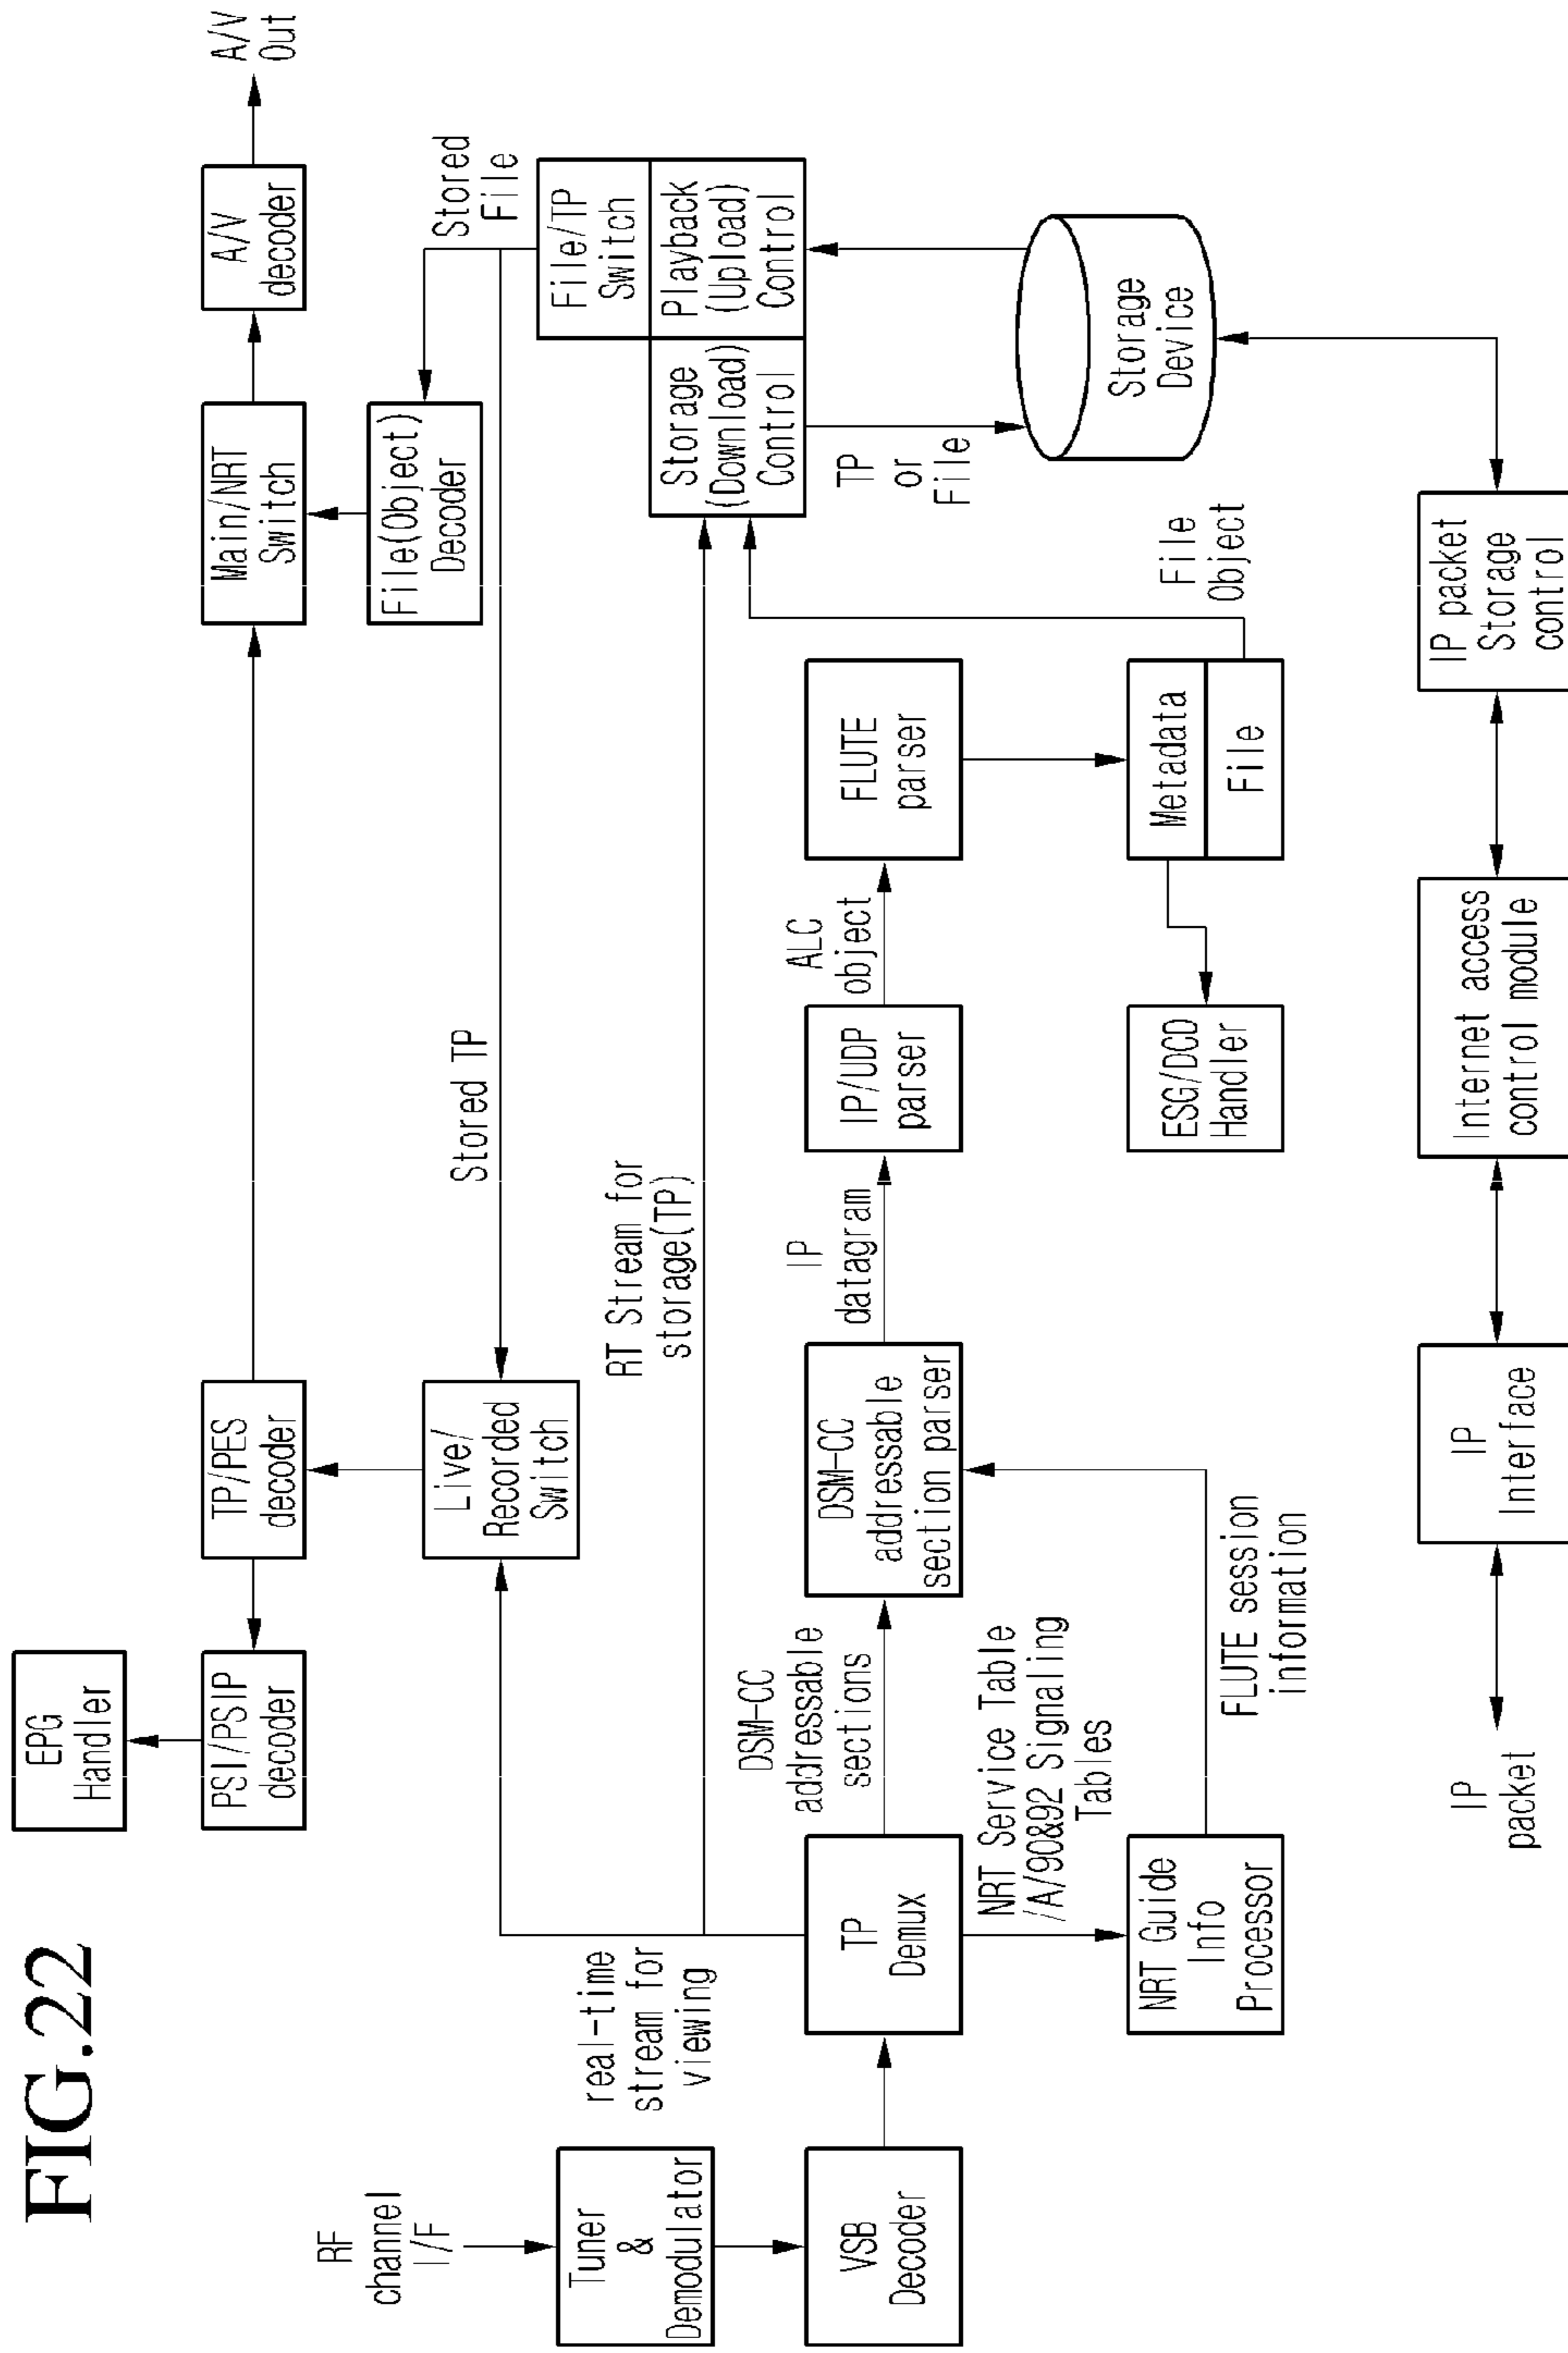 FIG.22
EPG
Handler
PSI/PSIP
decoder
TP/PES
decoder
Main/NRT
Switch
A/V
decoder
A/V
Out
RF
channel
I/F
Tuner
&
Demodulator
VSB
Decoder
real-time
stream for
viewing
Live/
Recorded
Switch
Stored TP
File(Object)
Decoder
Stored
File
File/TP
Switch
RT Stream for
storage(TP)
Storage
(Download)
Control
Playback
(Upload)
Control
TP
Demux
DSM-CC
addressable
sections
DSM-CC
addressable
section parser
IP
datagram
IP/UDP
parser
ALC
object
FLUTE
parser
TP
or
File
Storage
Device
NRT Service Table
/A/90&92 Signaling
Tables
NRT Guide
Info
Processor
FLUTE session
information
ESG/DCD
Handler
Metadata
File
File
Object
IP
packet
IP
Interface
Internet access
control module
IP packet
Storage
control